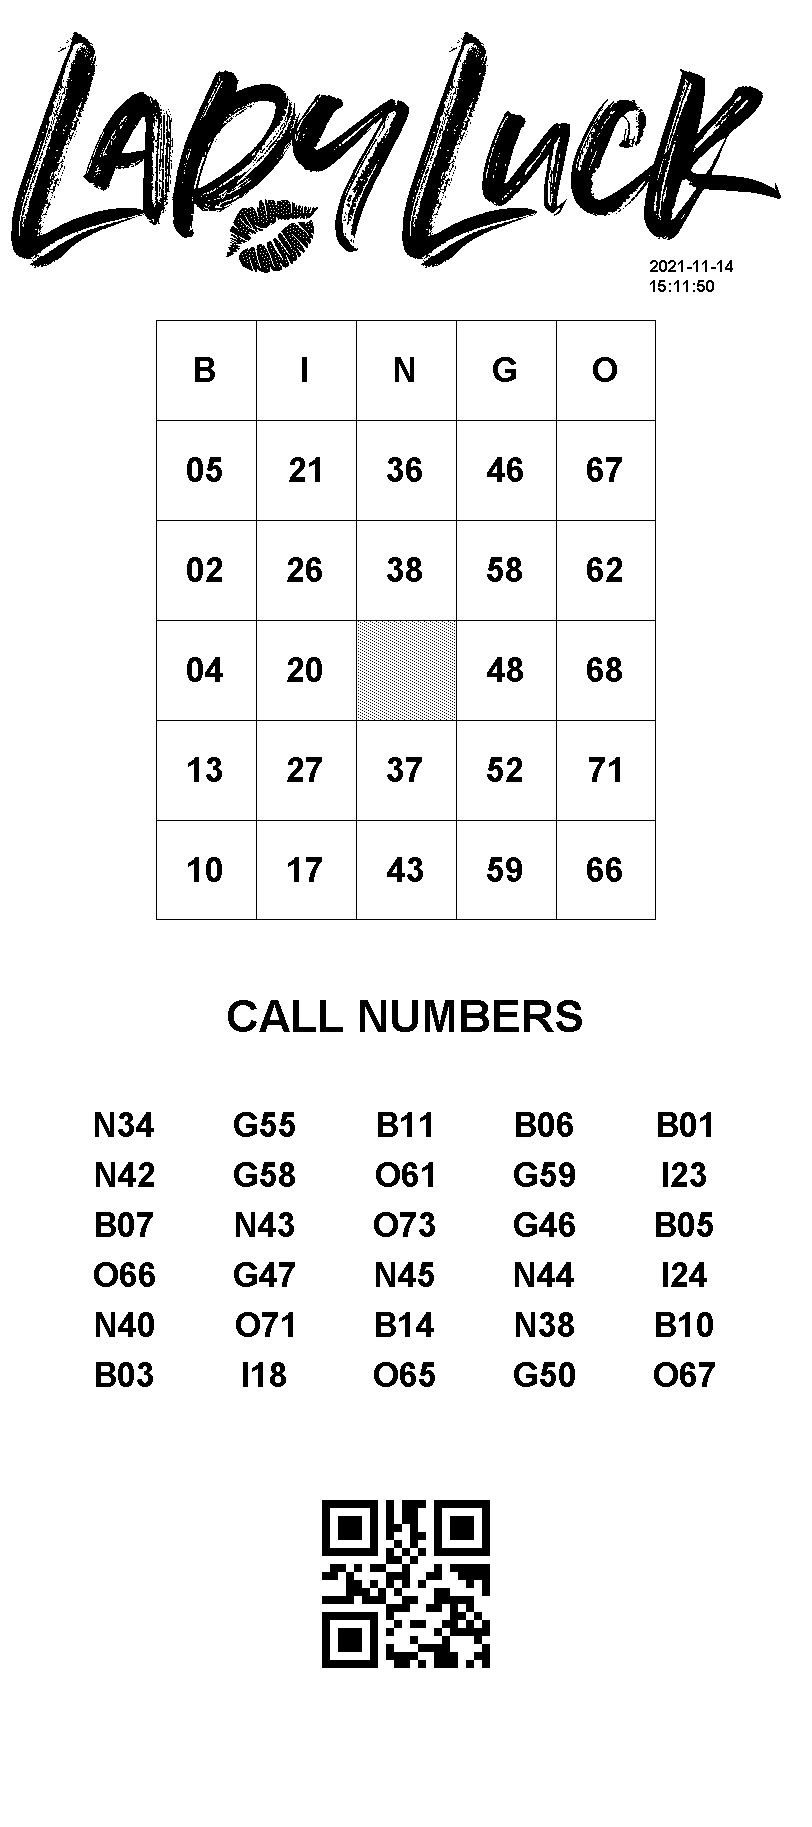 LADY LUCK
2021-11-14
15:11:50
B I N G O
05 21 36 46 67
02 26 38 58 62
04 20 48 68
13 27 37 52 71
10 17 43 59 66
CALL NUMBERS
N34 G55 B11 B06 B01
N42 G58 O61 G59 I23
B07 N43 O73 G46 B05
O66 G47 N45 N44 I24
N40 O71 B14 N38 B10
B03 I18 O65 G50 O67